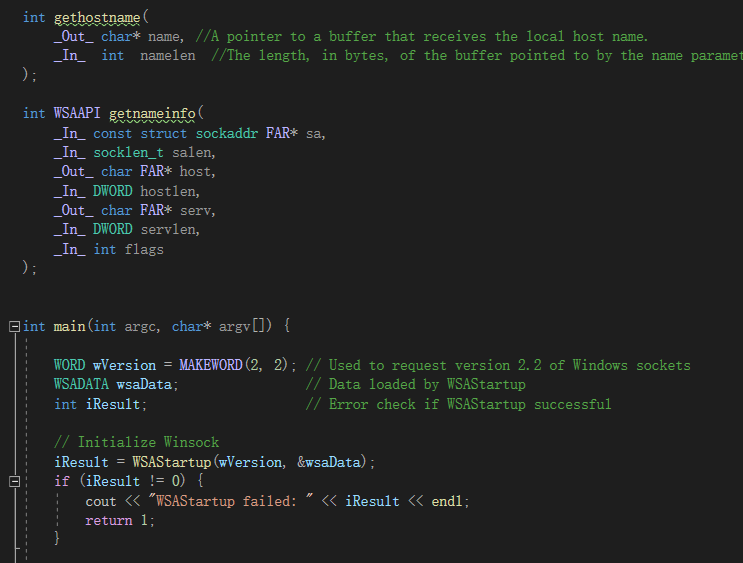 int gethostname(
_Out_ char* name, //A pointer to a buffer that receives the local host name.
_In_ int namelen //The length, in bytes, of the buffer pointed to by the name paramet
);
int WSAAPI getnameinfo(
_In_ const struct sockaddr FAR* sa,
_In_ socklen_t salen,
_Out_ char FAR* host,
_In_ DWORD hostlen,
_Out_ char FAR* serv,
_In_ DWORD servlen,
_In_ int flags
);
int main(int argc, char* argv[]) {
WORD wVersion = MAKEWORD(2, 2); // Used to request version 2.2 of Windows sockets
WSADATA wsaData; // Data loaded by WSAStartup
int iResult; // Error check if WSAStartup successful
// Initialize Winsock
iResult = WSAStartup(wVersion, &wsaData);
if (iResult != 0) {
cout << "WSAStartup failed: " << iResult << endl;
return 1;
}